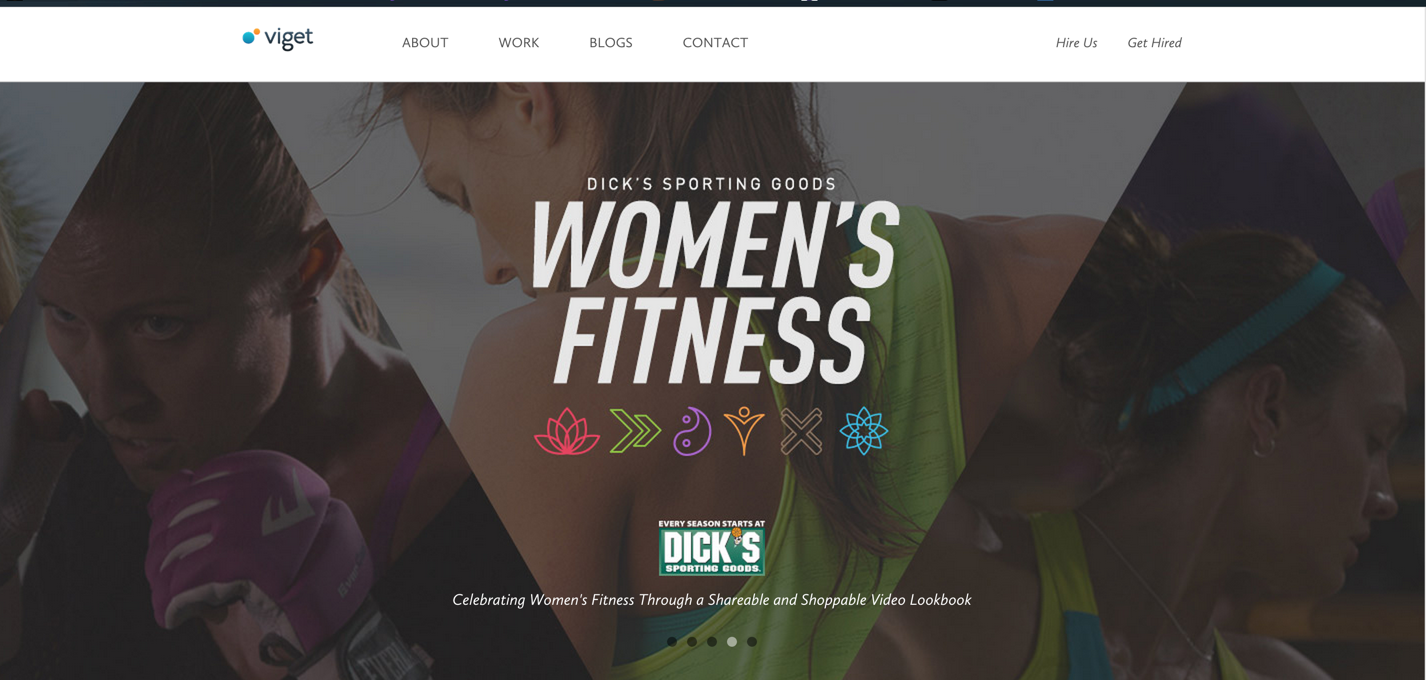 viget
ABOUT WORK BLOGS CONTACT
Hire Us Get Hired
DICK'S SPORTING GOODS
WOMEN'S
FITNESS
EVERY SEASON STARTS AT
DICK'S
SPORTING GOODS
Celebrating Women's Fitness Through a Shareable and Shoppable Video Lookbook